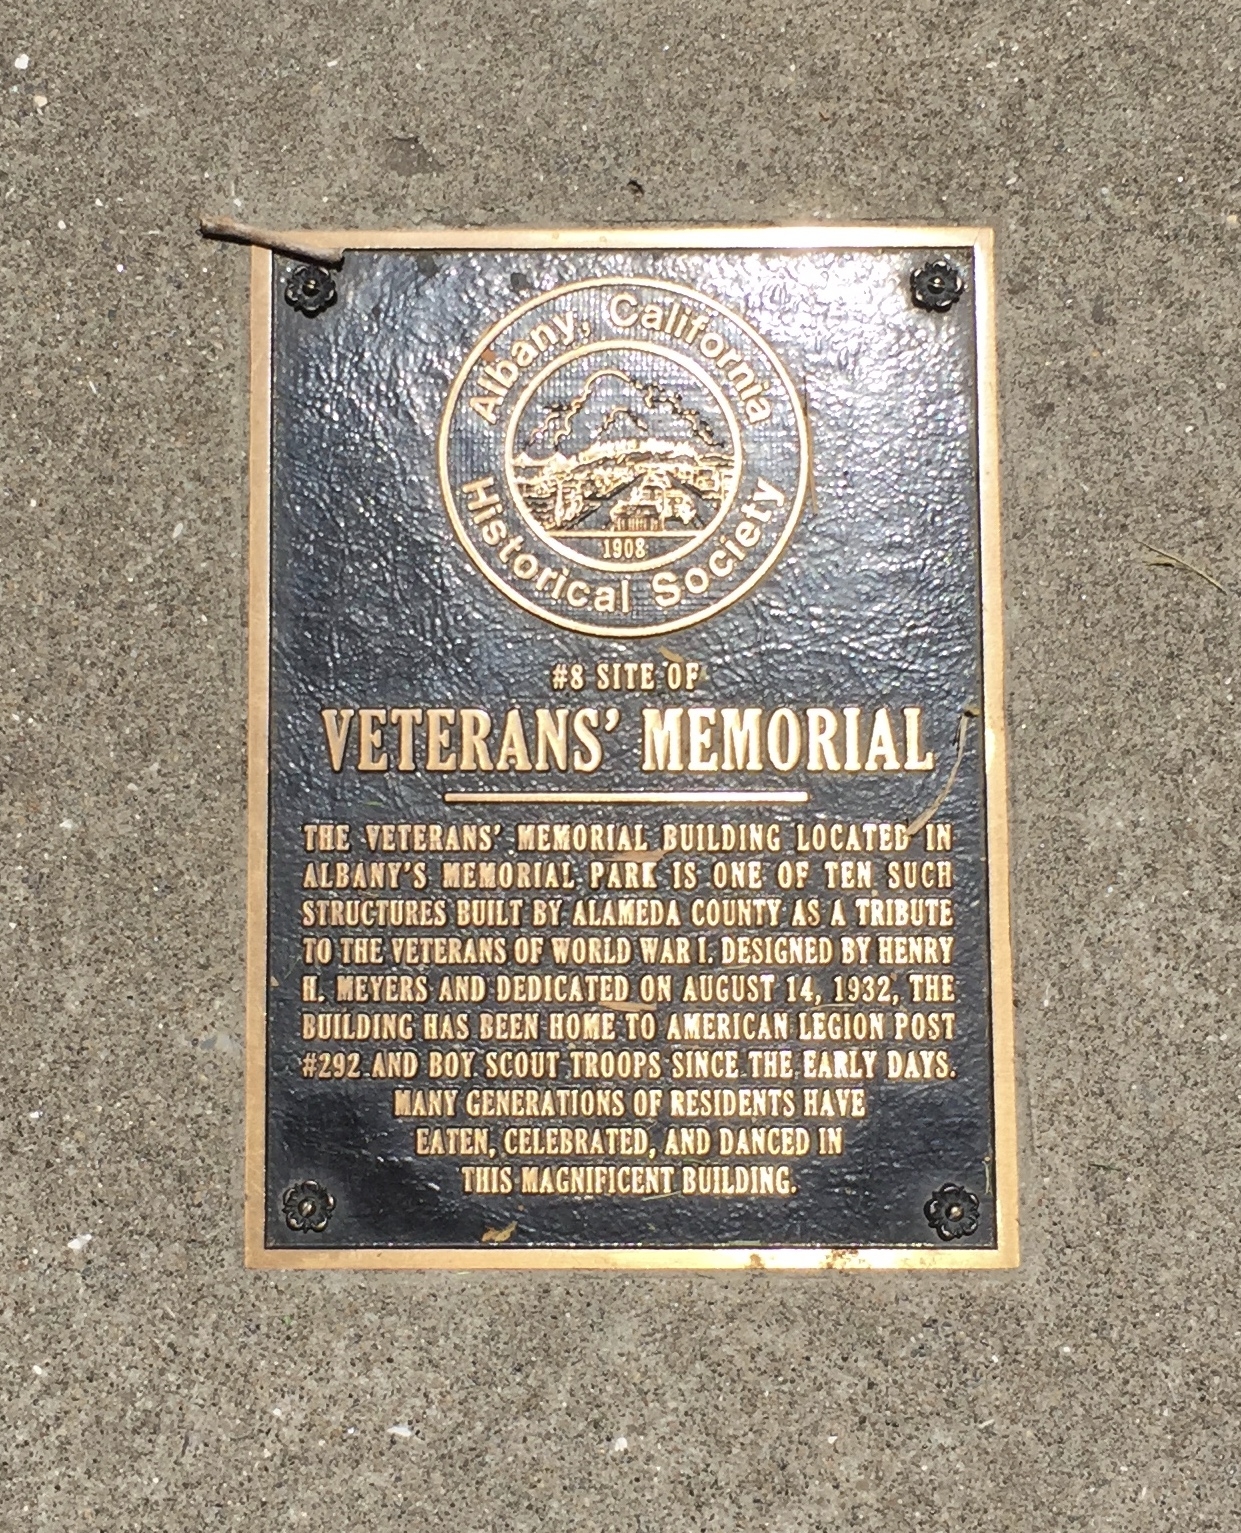 Albany, California
Historical Society
1908
#8 SITE OF
VETERANS' MEMORIAL
THE VETERANS' MEMORIAL BUILDING LOCATED IN
ALBANY'S MEMORIAL PARK IS ONE OF TEN SUCH
STRUCTURES BUILT BY ALAMEDA COUNTY AS A TRIBUTE
TO THE VETERANS OF WORLD WAR I. DESIGNED BY HENRY
H. MEYERS AND DEDICATED ON AUGUST 14, 1932, THE
BUILDING HAS BEEN HOME TO AMERICAN LEGION POST
#292 AND BOY SCOUT TROOPS SINCE THE EARLY DAYS.
MANY GENERATIONS OF RESIDENTS HAVE
EATEN, CELEBRATED, AND DANCED IN
THIS MAGNIFICENT BUILDING.